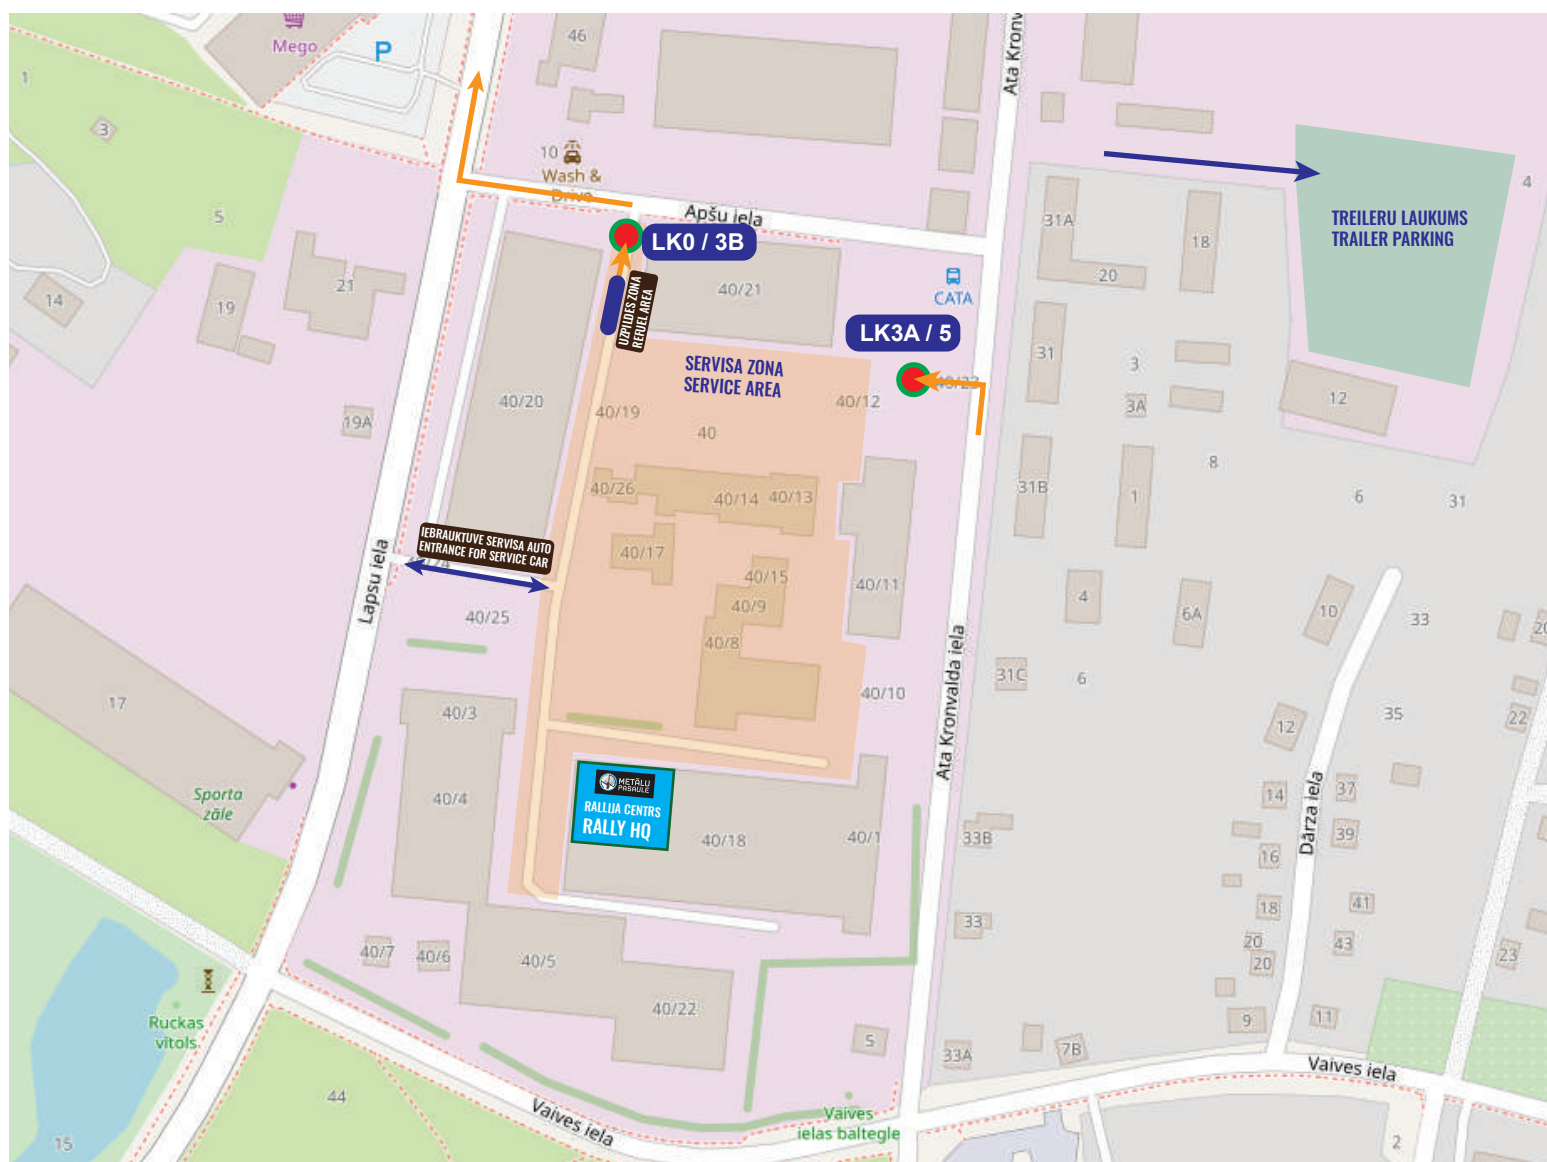 46
Ata Kronv
Mego
P
1
3
10
Wash &
Drive
4
5
Apšu iela
31A
18
TREILERU LAUKUMS
TRAILER PARKING
LK0 / 3B
20
14
19
21
40/21
CATA
UZPILDES ZONA
REFUEL AREA
LK3A / 5
31
3
SERVISA ZONA
SERVICE AREA
40/23
40/20
40/19
40/12
3A
12
19A
40
8
40/26
40/14
40/13
31B
1
6
31
IEBRAUKTUVE SERVISA AUTO
ENTRANCE FOR SERVICE CAR
40/24
Lapsu iela
40/17
40/15
40/9
40/11
4
6A
10
33
20
40/25
40/8
Ata Kronvalda iela
31C
6
40/10
17
40/3
35
22
12
METĀLU
PASAULE
RALLIJA CENTRS
RALLY HQ
Sporta
zāle
40/4
40/18
40/1
33B
14
37
Dārza iela
39
16
18
41
33
20
43
20
23
40/7
40/6
40/5
40/22
Ruckas
vītols
5
33A
7B
9
11
Vaives iela
44
Vaives iela
Vaives
ielas baltegle
15
2